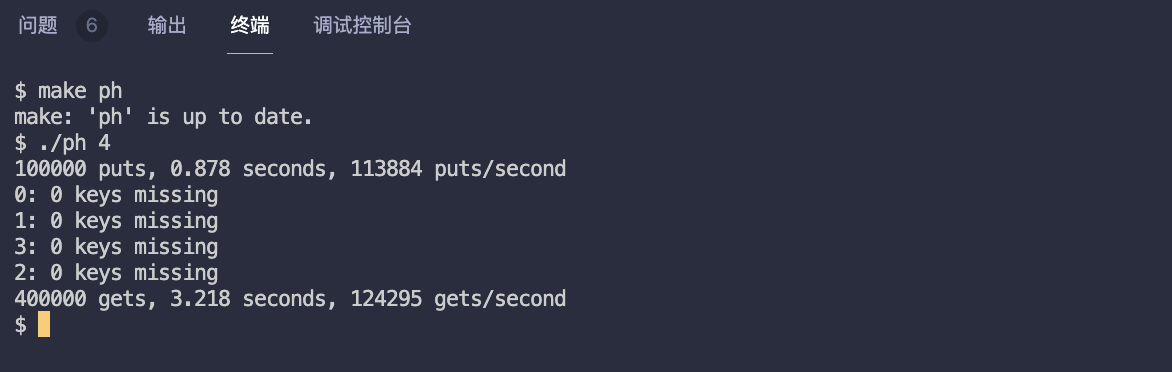 问题 6 输出 终端 调试控制台
$ make ph
make: 'ph' is up to date.
$ ./ph 4
100000 puts, 0.878 seconds, 113884 puts/second
0: 0 keys missing
1: 0 keys missing
3: 0 keys missing
2: 0 keys missing
400000 gets, 3.218 seconds, 124295 gets/second
$